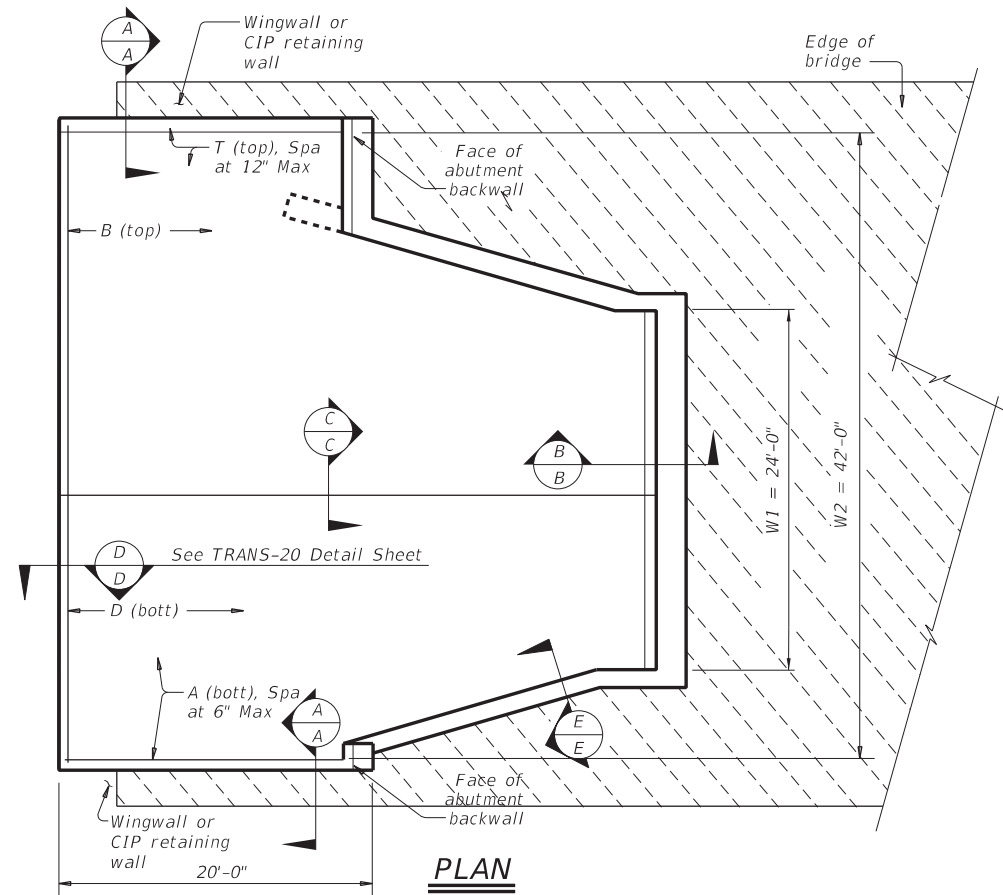 A
A
Wingwall or
CIP retaining
wall
Edge of
bridge
T (top), Spa
at 12" Max
Face of
abutment
backwall
B (top)
C
C
B
B
W1 = 24'-0"
W2 = 42'-0"
D
D
See TRANS-20 Detail Sheet
D (bott)
A (bott), Spa
at 6" Max
A
A
E
E
Face of
abutment
backwall
Wingwall or
CIP retaining
wall
20'-0"
PLAN